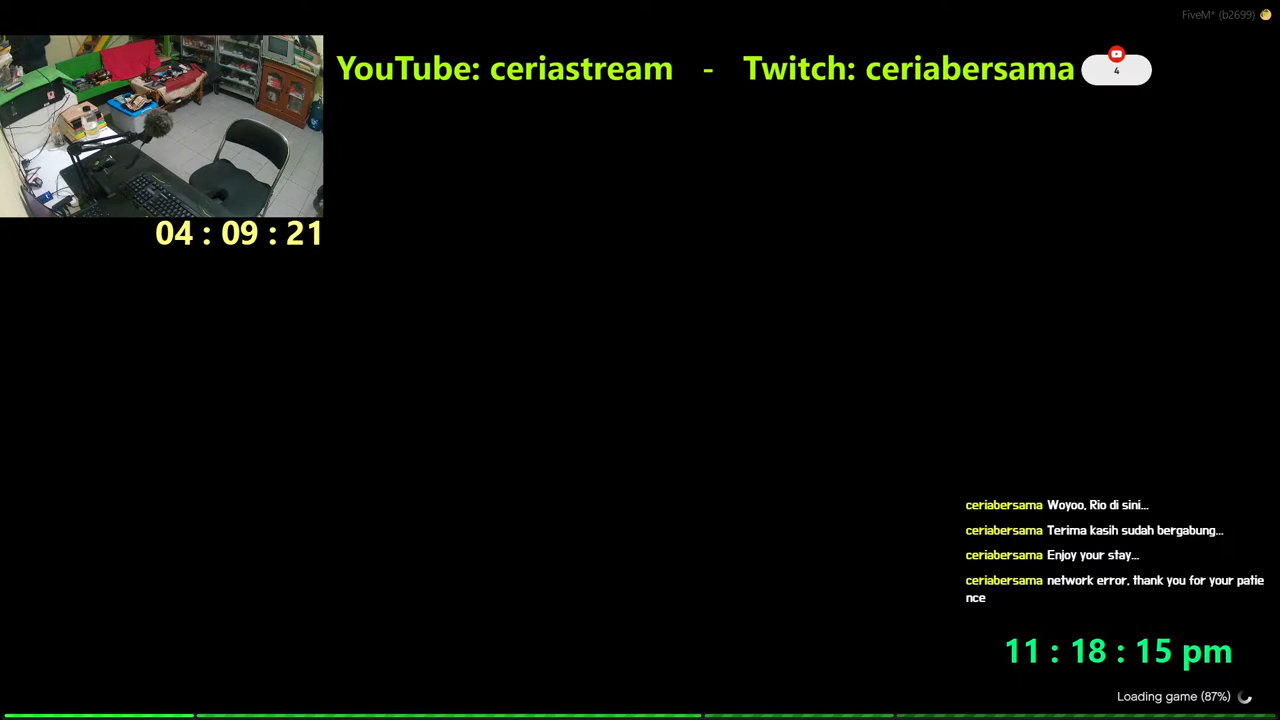 FiveM* (b2699)
YouTube: ceriastream - Twitch: ceriabersama
4
04 : 09 : 21
ceriabersama Woyoo, Rio di sini...
ceriabersama Terima kasih sudah bergabung...
ceriabersama Enjoy your stay...
ceriabersama network error, thank you for your patie
nce
11 : 18 : 15 pm
Loading game (87%)